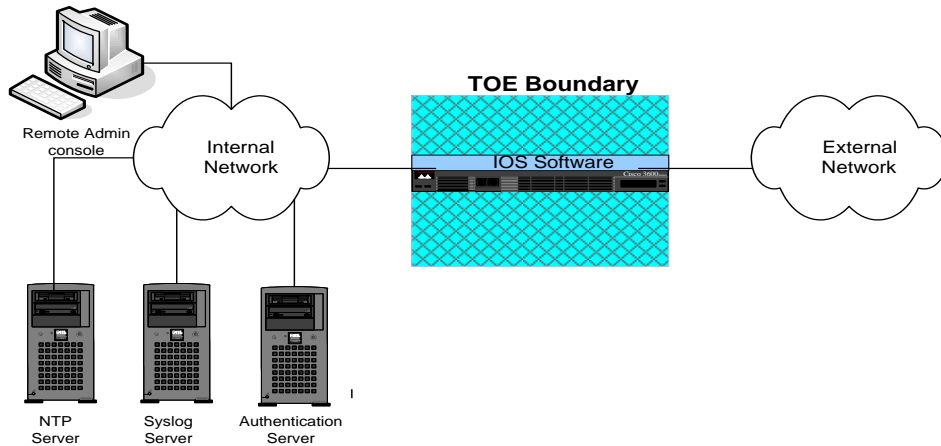 TOE Boundary
Remote Admin
console
Internal
Network
IOS Software
Cisco 3600
External
Network
NTP
Server
Syslog
Server
Authentication
Server